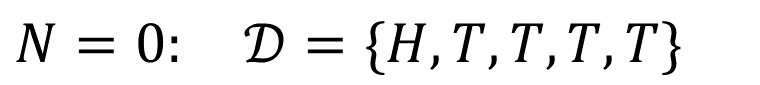 N = 0: 𝒟 = {H, T, T, T, T}